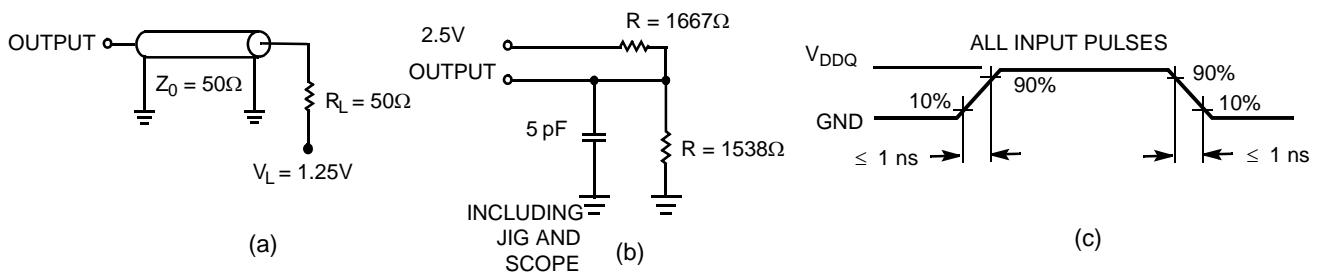 OUTPUT
Z0 = 50Ω
RL = 50Ω
VL = 1.25V
(a)
R = 1667Ω
2.5V
OUTPUT
5 pF
R = 1538Ω
INCLUDING
JIG AND
SCOPE
(b)
ALL INPUT PULSES
VDDQ
90%
90%
10%
10%
GND
≤ 1 ns
≤ 1 ns
(c)